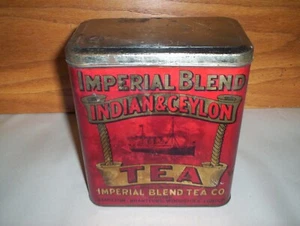 IMPERIAL BLEND
INDIAN & CEYLON
TEA
IMPERIAL BLEND TEA CO.